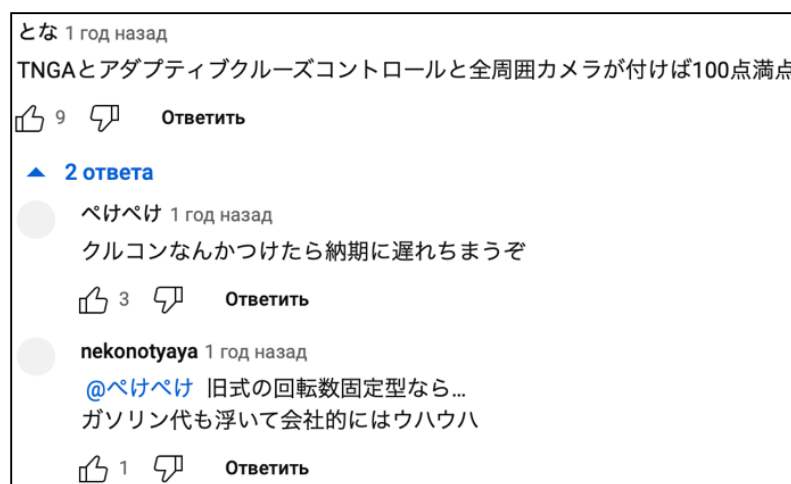 とな 1 год назад
TNGAとアダプティブクルーズコントロールと全周囲カメラが付けば100点満点
9 Ответить
2 ответа
ぺけぺけ 1 год назад
クルコンなんかつけたら納期に遅れちまうぞ
3 Ответить
nekonotyaya 1 год назад
@ぺけぺけ 旧式の回転数固定型なら...
ガソリン代も浮いて会社的にはウハウハ
1 Ответить